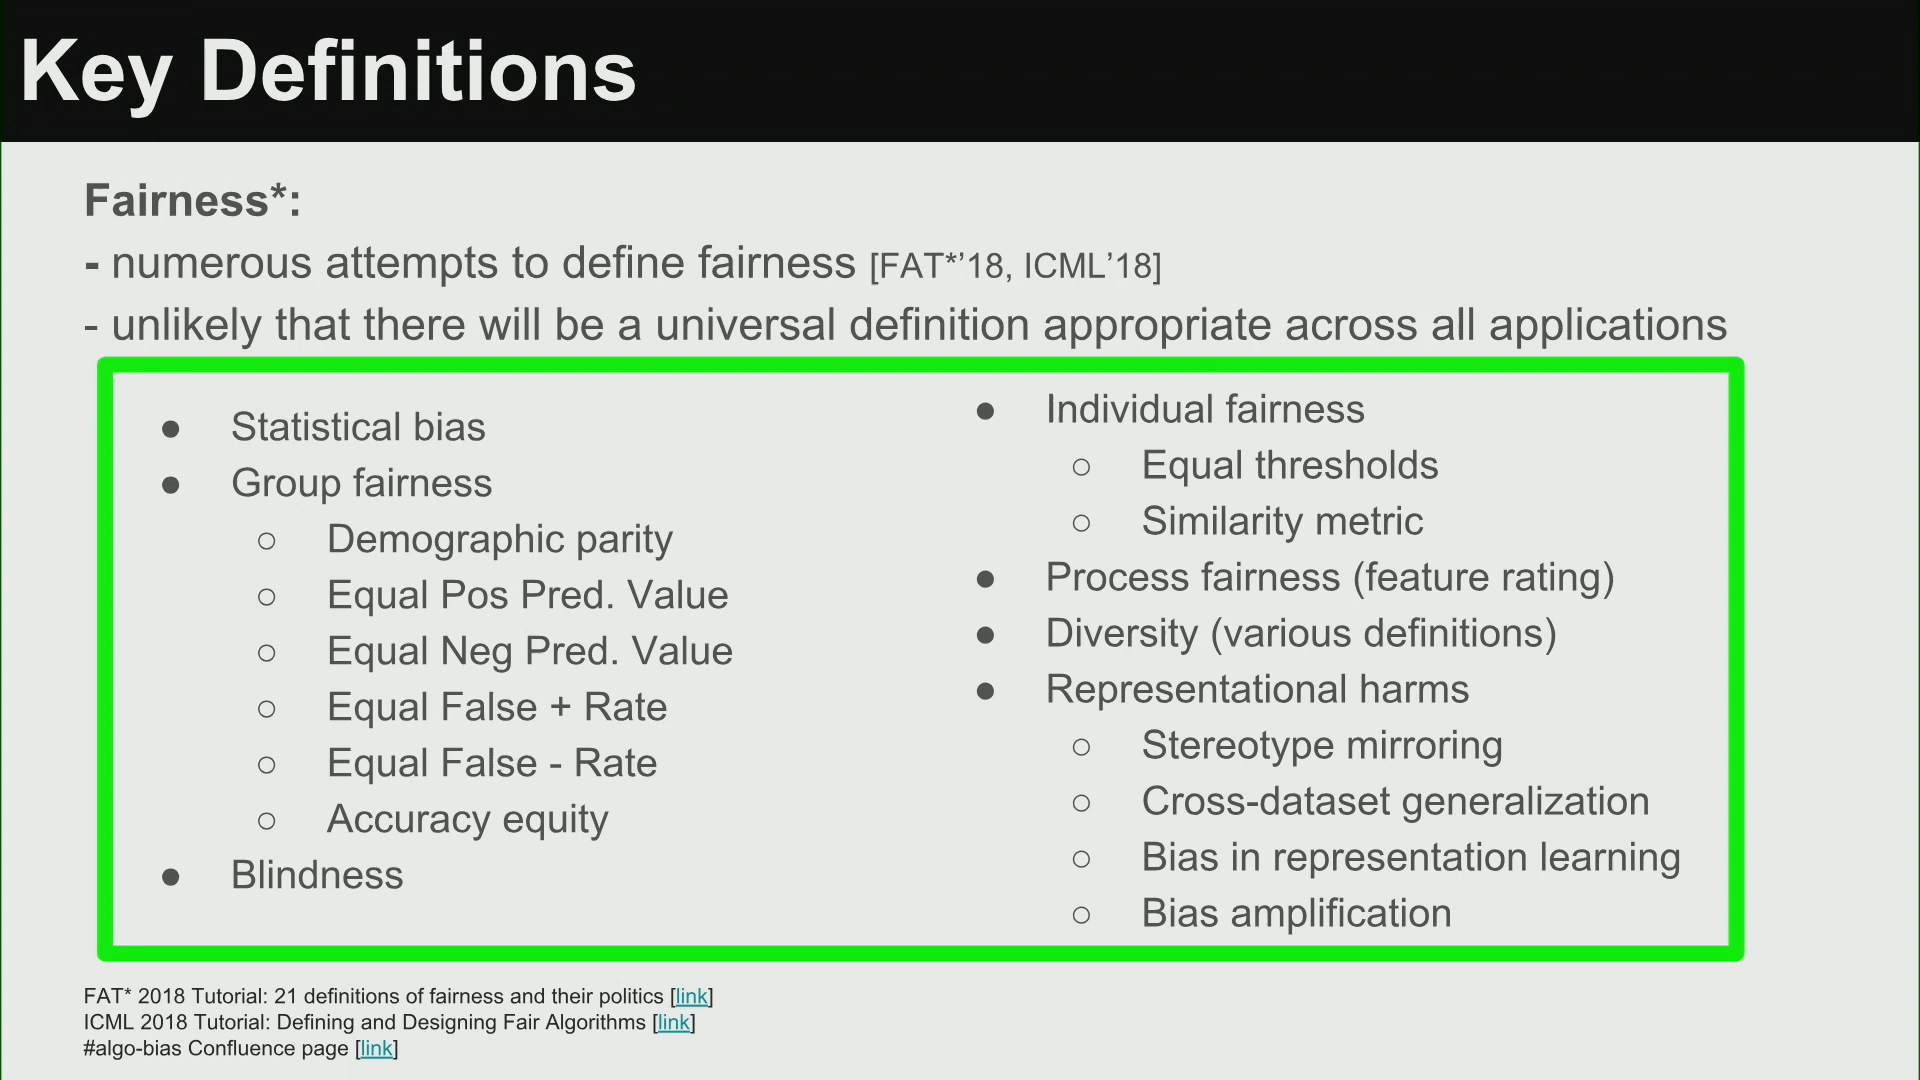 Key Definitions
Fairness*:
- numerous attempts to define fairness [FAT*’18, ICML’18]
- unlikely that there will be a universal definition appropriate across all applications
● Statistical bias
● Group fairness
○ Demographic parity
○ Equal Pos Pred. Value
○ Equal Neg Pred. Value
○ Equal False + Rate
○ Equal False - Rate
○ Accuracy equity
● Blindness
● Individual fairness
○ Equal thresholds
○ Similarity metric
● Process fairness (feature rating)
● Diversity (various definitions)
● Representational harms
○ Stereotype mirroring
○ Cross-dataset generalization
○ Bias in representation learning
○ Bias amplification
FAT* 2018 Tutorial: 21 definitions of fairness and their politics [link]
ICML 2018 Tutorial: Defining and Designing Fair Algorithms [link]
#algo-bias Confluence page [link]